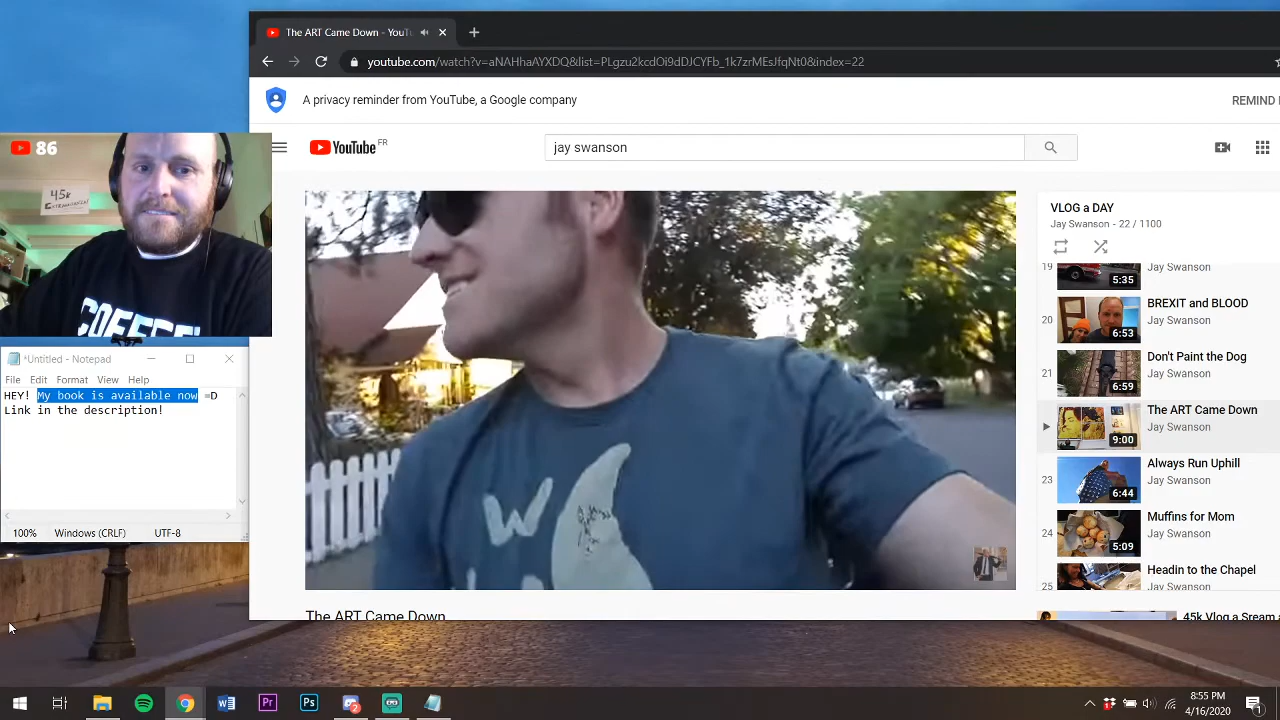 The ART Came Down - YouTu
youtube.com/watch?v=aNAHhaAYXDQ&list=PLgzu2kcdOi9dDJCYFb_1k7zrMEsJfqNt0&index=22
A privacy reminder from YouTube, a Google company
REMIND
86
YouTube FR
jay swanson
45k
COFFEE
W
VLOG a DAY
Jay Swanson - 22 / 1100
19
5:35
Jay Swanson
20
6:53
BREXIT and BLOOD
Jay Swanson
21
6:59
Don't Paint the Dog
Jay Swanson
9:00
The ART Came Down
Jay Swanson
23
6:44
Always Run Uphill
Jay Swanson
24
5:09
Muffins for Mom
Jay Swanson
25
Headin to the Chapel
Jay Swanson
45k Vlog a Stream a
The ART Came Down
*Untitled - Notepad
File Edit Format View Help
HEY! My book is available now =D
Link in the description!
100% Windows (CRLF) UTF-8
8:55 PM
4/16/2020